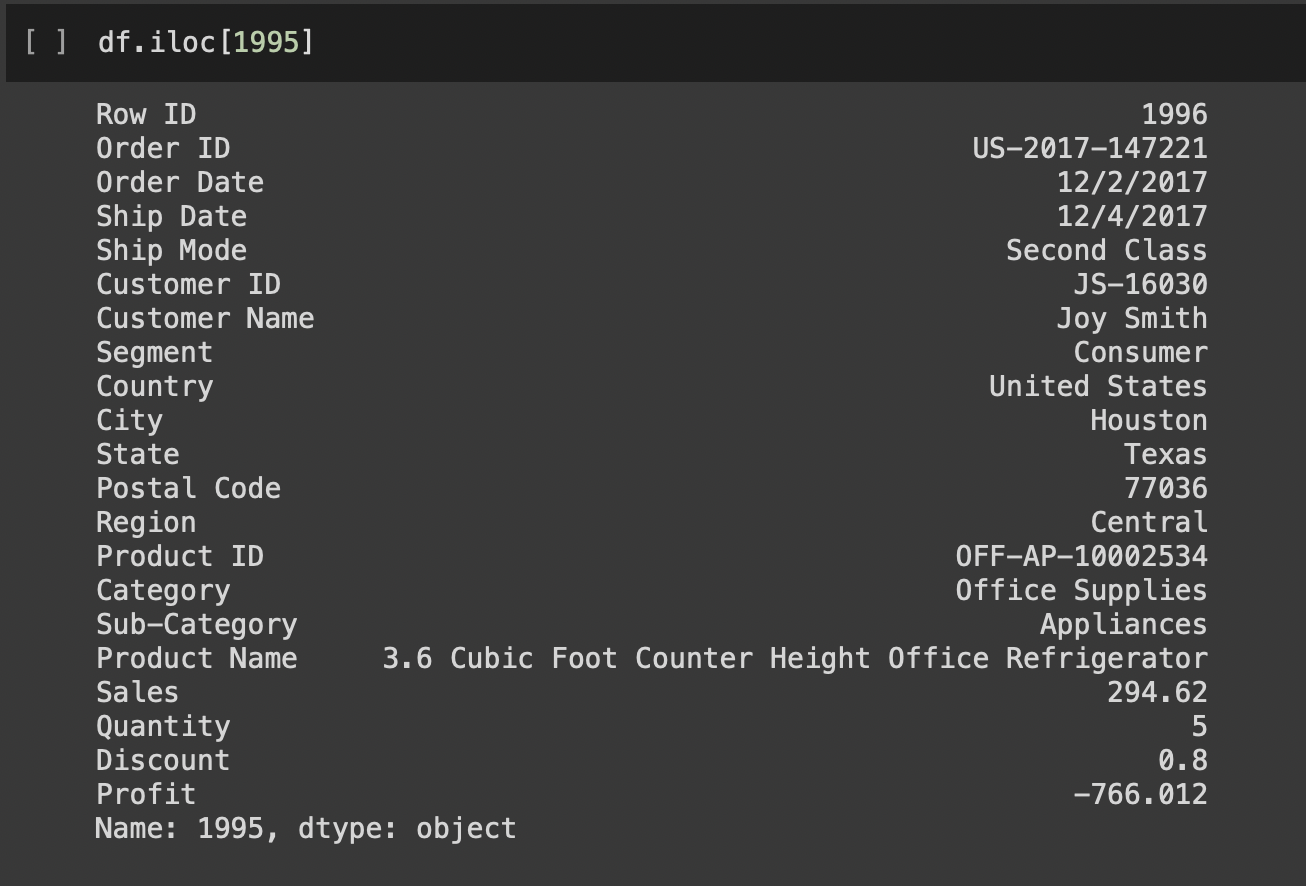 [ ] df.iloc[1995]
Row ID 1996
Order ID US-2017-147221
Order Date 12/2/2017
Ship Date 12/4/2017
Ship Mode Second Class
Customer ID JS-16030
Customer Name Joy Smith
Segment Consumer
Country United States
City Houston
State Texas
Postal Code 77036
Region Central
Product ID OFF-AP-10002534
Category Office Supplies
Sub-Category Appliances
Product Name 3.6 Cubic Foot Counter Height Office Refrigerator
Sales 294.62
Quantity 5
Discount 0.8
Profit -766.012
Name: 1995, dtype: object